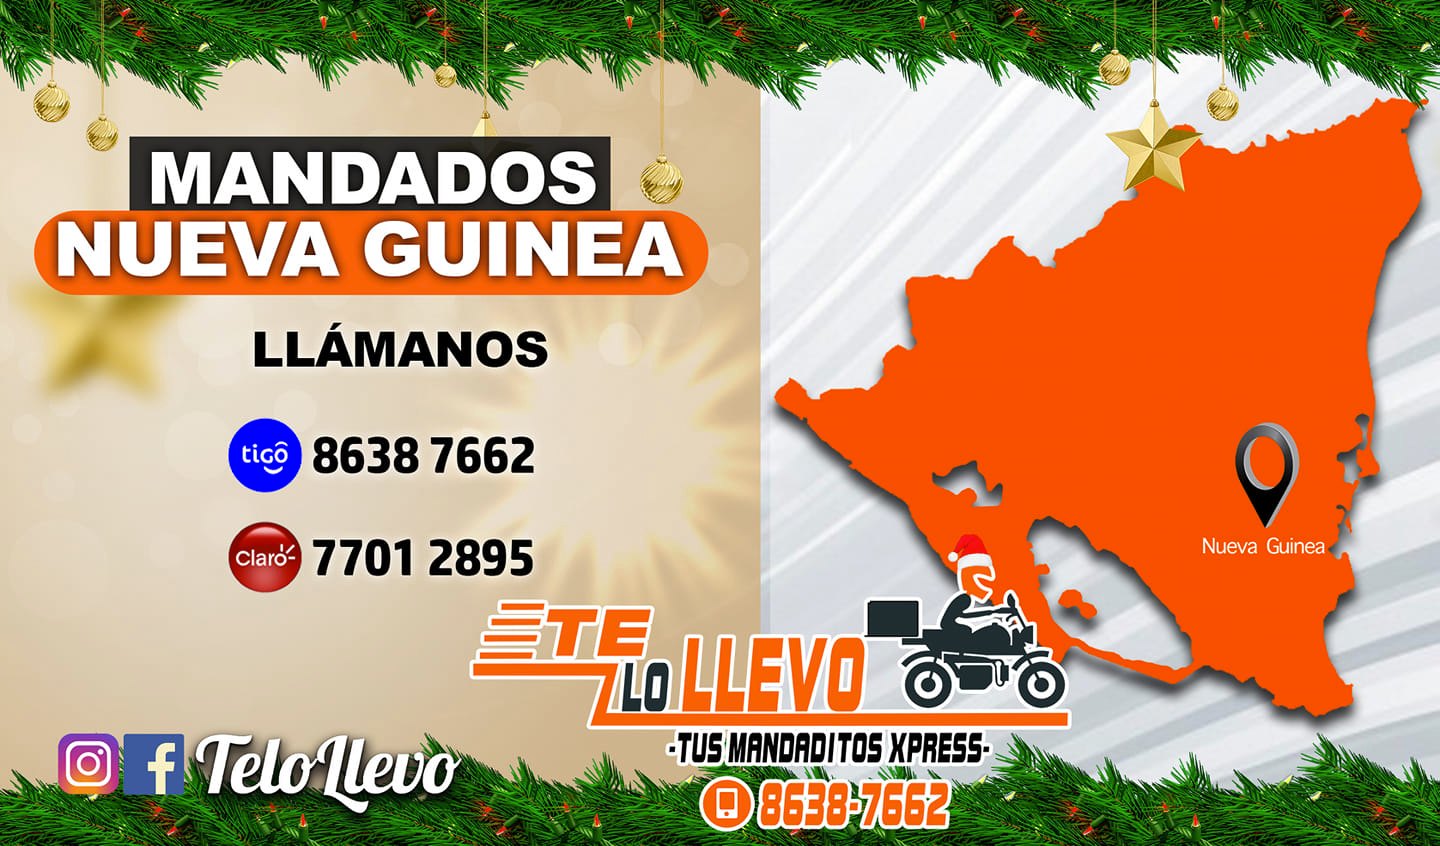 MANDADOS
NUEVA GUINEA
LLÁMANOS
tigo 8638 7662
Claro 7701 2895
Nueva Guinea
TE
LO LLEVO
-TUS MANDADITOS XPRESS-
8638-7662
TeloLlevo